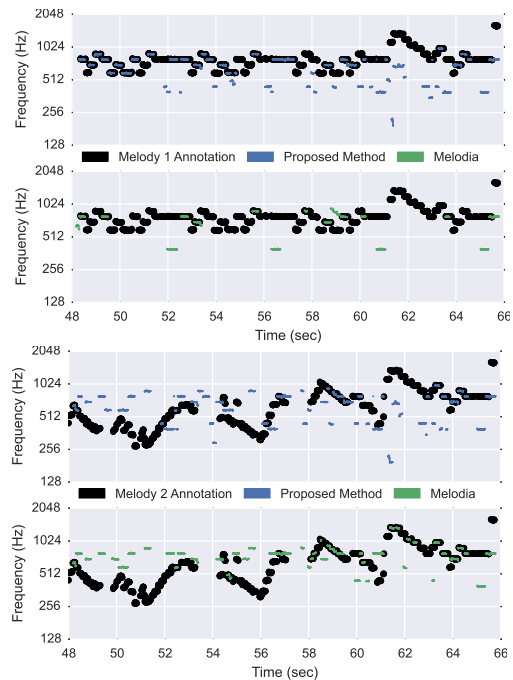 2048
1024
512
256
128
Frequency (Hz)
Melody 1 Annotation Proposed Method Melodia
2048
1024
512
256
128
Frequency (Hz)
48 50 52 54 56 58 60 62 64 66
Time (sec)
2048
1024
512
256
128
Frequency (Hz)
Melody 2 Annotation Proposed Method Melodia
2048
1024
512
256
128
Frequency (Hz)
48 50 52 54 56 58 60 62 64 66
Time (sec)